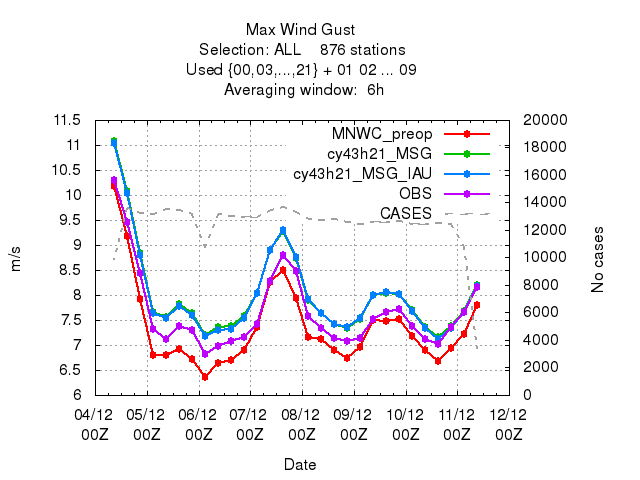 Max Wind Gust
Selection: ALL 876 stations
Used {00,03,...,21} + 01 02 ... 09
Averaging window: 6h
11.5 20000
11 18000
10.5 16000
10 14000
9.5 12000
9 10000
8.5 8000
8 6000
7.5 4000
7 2000
6.5 0
6
MNWC_preop
cy43h21_MSG
cy43h21_MSG_IAU
OBS
CASES
m/s
No cases
04/12 05/12 06/12 07/12 08/12 09/12 10/12 11/12 12/12
00Z 00Z 00Z 00Z 00Z 00Z 00Z 00Z 00Z
Date